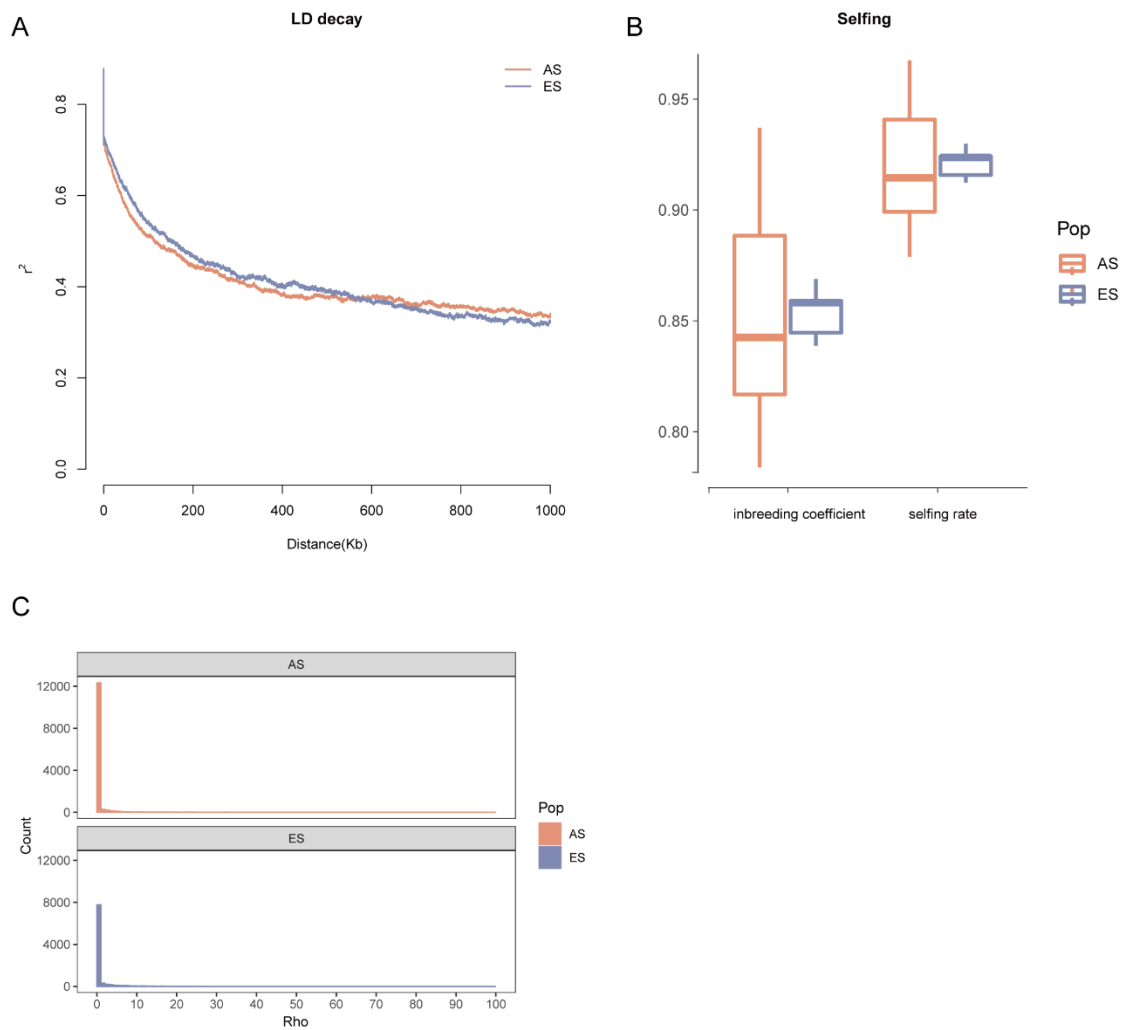 A
LD decay
AS
ES
0.8
0.6
0.4
0.2
0.0
r²
0 200 400 600 800 1000
Distance(Kb)
B
Selfing
0.95
0.90
0.85
0.80
inbreeding coefficient selfing rate
Pop
AS
ES
C
AS
12000
8000
4000
0
ES
12000
8000
4000
0
Count
0 10 20 30 40 50 60 70 80 90 100
Rho
Pop
AS
ES